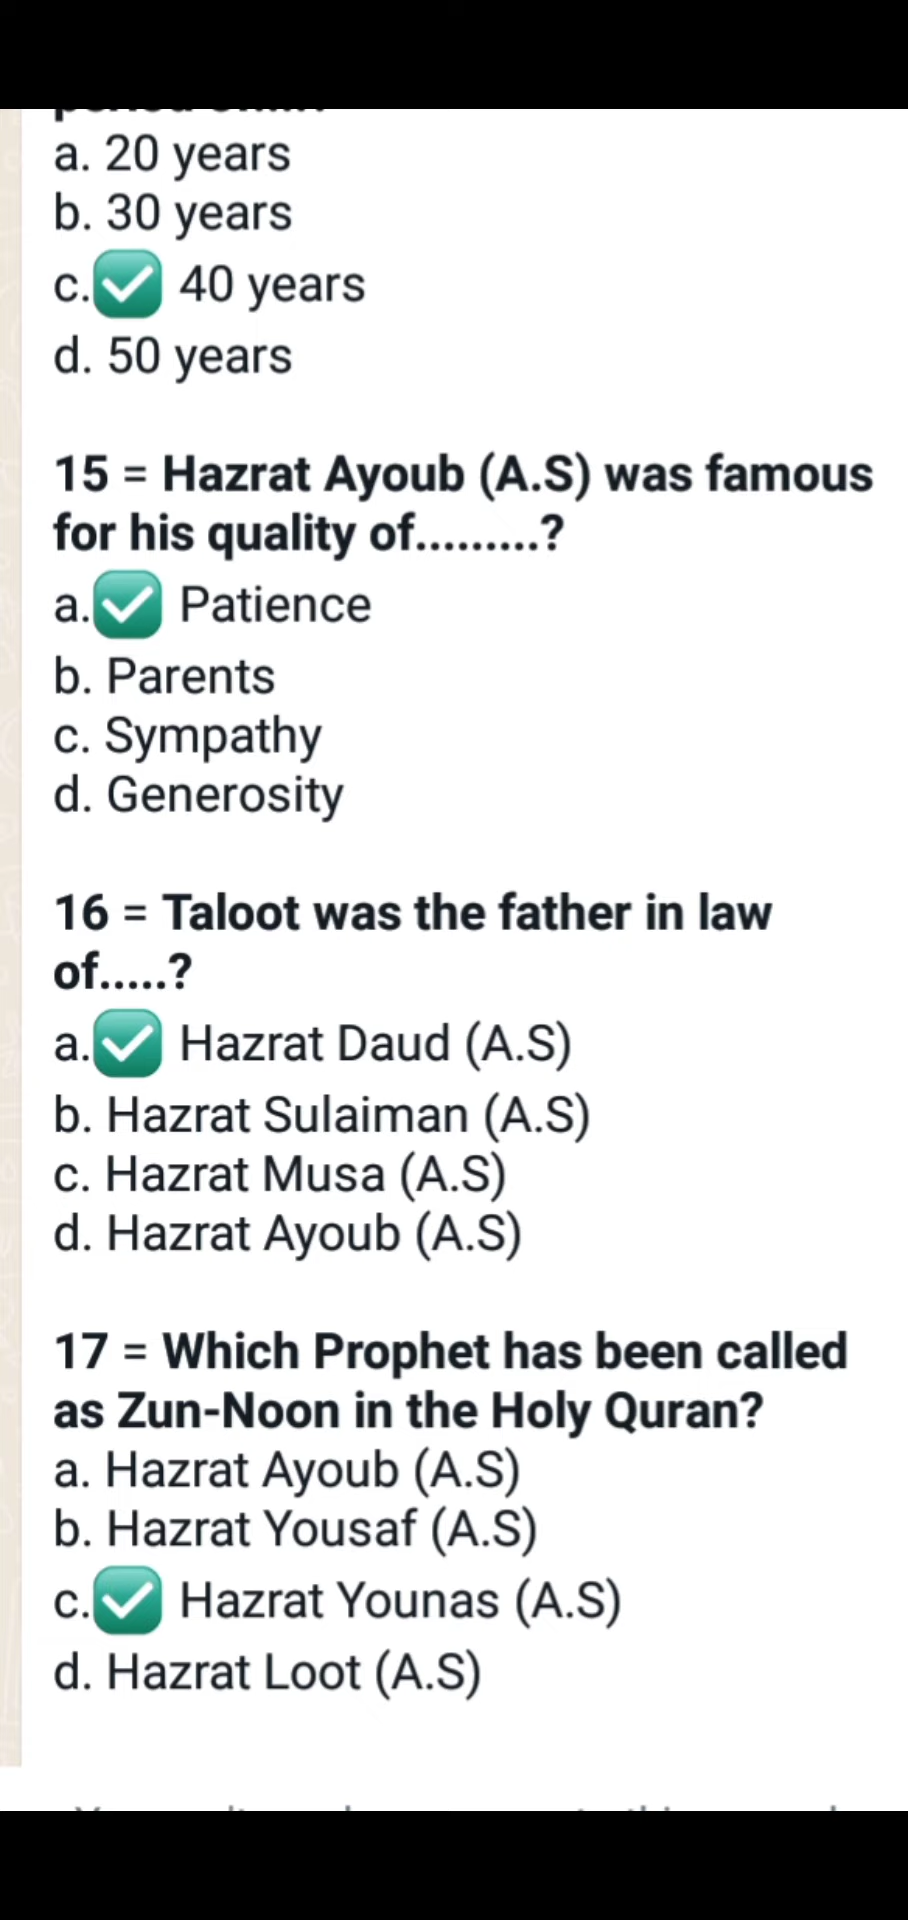 a. 20 years
b. 30 years
c.✅ 40 years
d. 50 years
15 = Hazrat Ayoub (A.S) was famous
for his quality of.........?
a.✅ Patience
b. Parents
c. Sympathy
d. Generosity
16 = Taloot was the father in law
of.....?
a.✅ Hazrat Daud (A.S)
b. Hazrat Sulaiman (A.S)
c. Hazrat Musa (A.S)
d. Hazrat Ayoub (A.S)
17 = Which Prophet has been called
as Zun-Noon in the Holy Quran?
a. Hazrat Ayoub (A.S)
b. Hazrat Yousaf (A.S)
c.✅ Hazrat Younas (A.S)
d. Hazrat Loot (A.S)